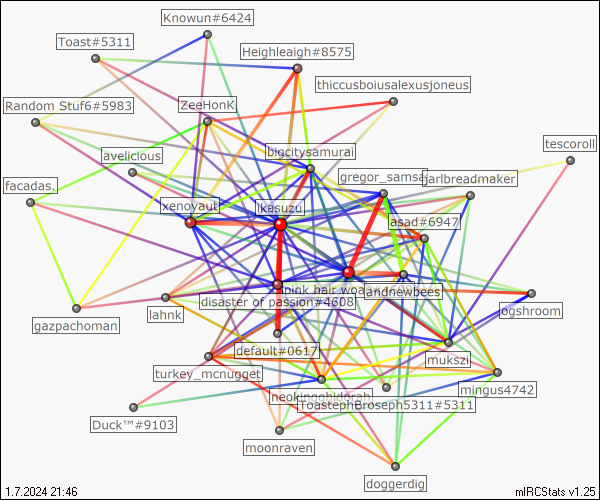 Knowun#6424
Toast#5311
Heighleaigh#8575
thiccusboiusalexusjoneus
Random Stuf6#5983
ZeeHonK
tescoroll
avelicious
bigcitysamurai
gregor_samsa
jarlbreadmaker
facadas.
xenoyaut
ikasuzu
asad#6947
pink hair woa
andrewbees
disaster of passion#4608
lahnk
ogshroom
gazpachoman
default#0617
mukszi
turkey_mcnugget
mingus4742
neokingghidorah
ToastephBroseph5311#5311
Duck™#9103
moonraven
doggerdig
1.7.2024 21:46
mIRCStats v1.25